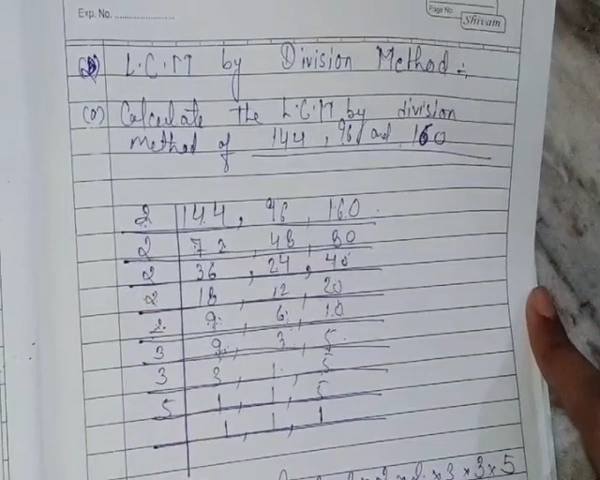 Exp. No.
Page No.
Shivam
L.C.M by Division Method :-
(a) Calculate the L.C.M by division
method of 144, 96 and 160
2 | 144, 96, 160
2 | 72, 48, 80
2 | 36, 24, 40
2 | 18, 12, 20
2 | 9, 6, 10
3 | 9, 3, 5
3 | 3, 1, 5
5 | 1, 1, 5
1, 1, 1
× 3 × 3 × 5